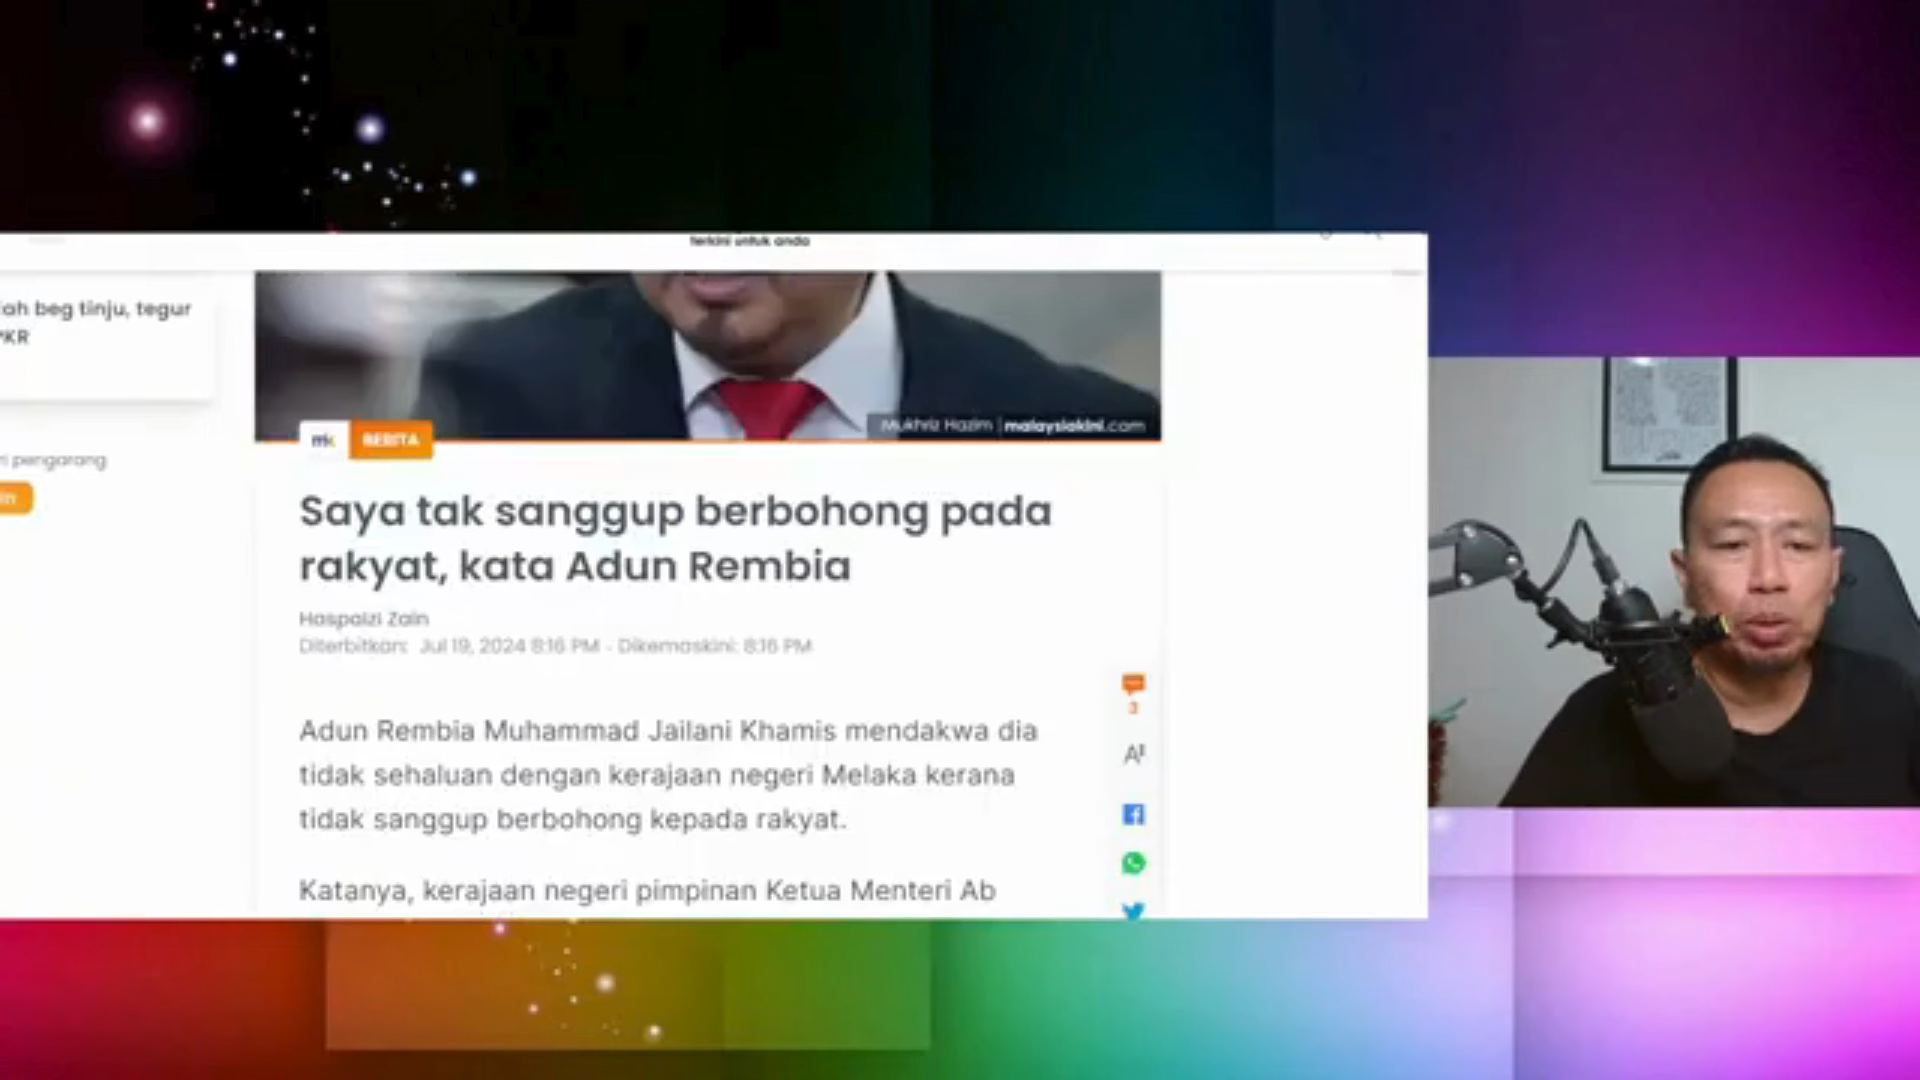 terkini untuk anda
lah beg tinju, tegur
PKR
Mukhriz Hazim | malaysiakini.com
mk BERITA
pengarang
Saya tak sanggup berbohong pada
rakyat, kata Adun Rembia
Haspaizi Zain
Diterbitkan: Jul 19, 2024 8:16 PM - Dikemaskini: 8:16 PM
3
Adun Rembia Muhammad Jailani Khamis mendakwa dia
tidak sehaluan dengan kerajaan negeri Melaka kerana
tidak sanggup berbohong kepada rakyat.
Katanya, kerajaan negeri pimpinan Ketua Menteri Ab